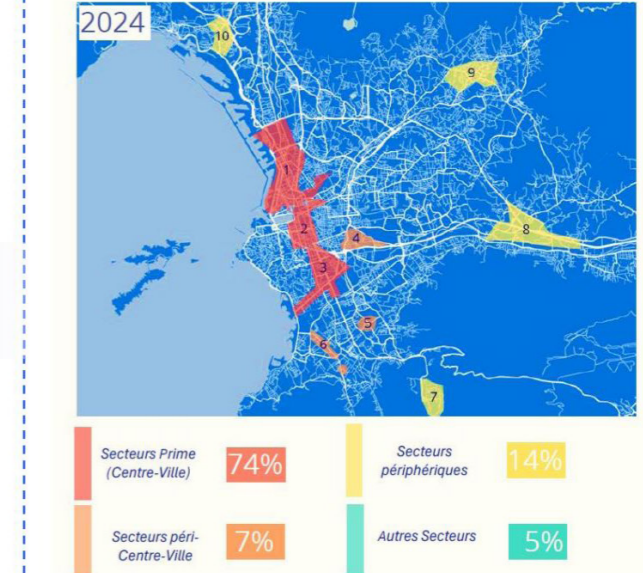 2024
10
9
1
2
4
8
3
5
6
7
Secteurs Prime
(Centre-Ville)
74%
Secteurs
périphériques
14%
Secteurs péri-
Centre-Ville
7%
Autres Secteurs
5%